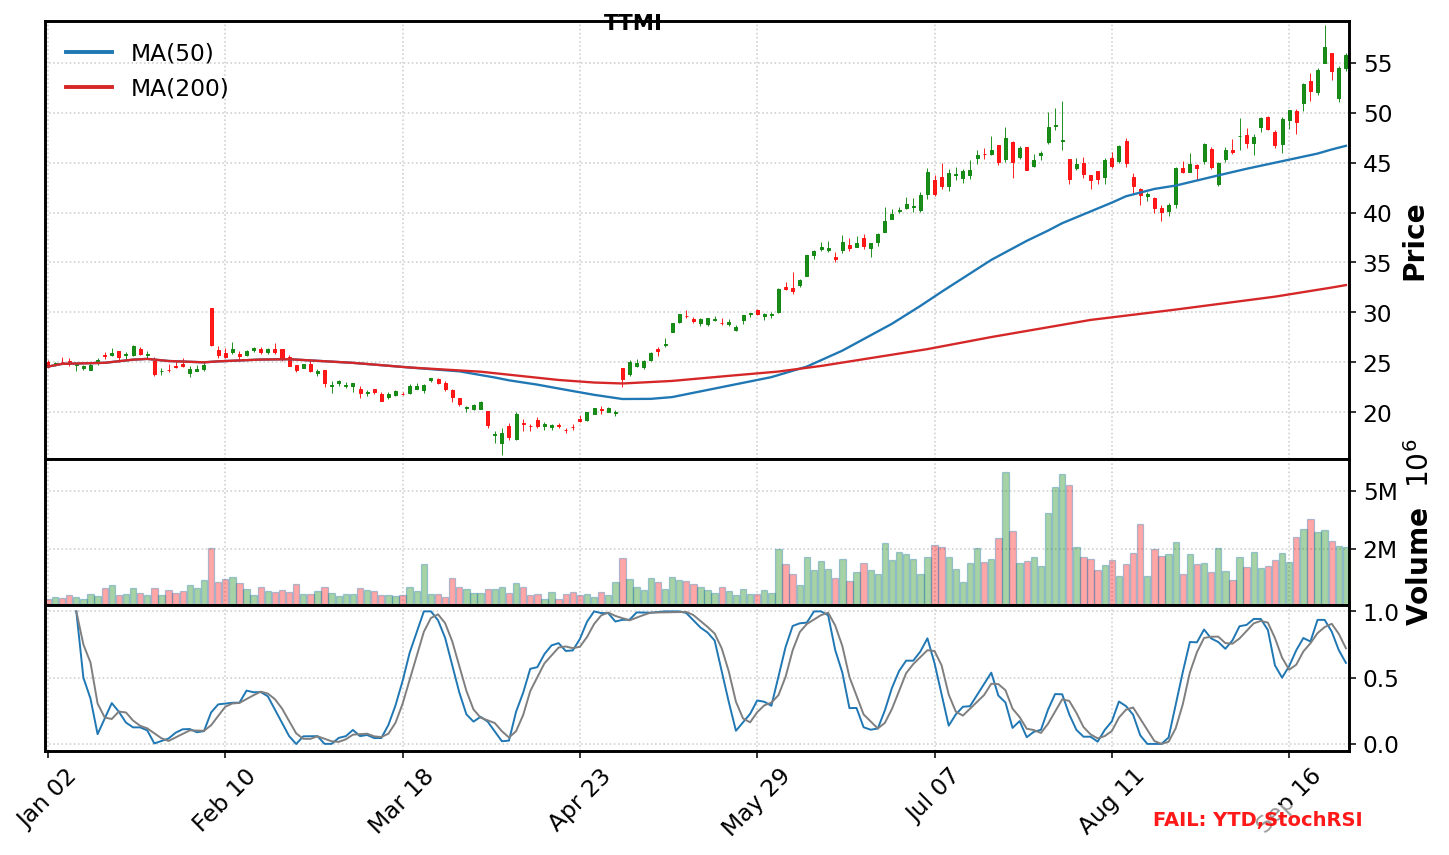 TTMI
MA(50)
MA(200)
55
50
45
40
35
30
25
20
Price
5M
2M
Volume 10^6
1.0
0.5
0.0
Jan 02
Feb 10
Mar 18
Apr 23
May 29
Jul 07
Aug 11
Sep 16
FAIL: YTD,StochRSI